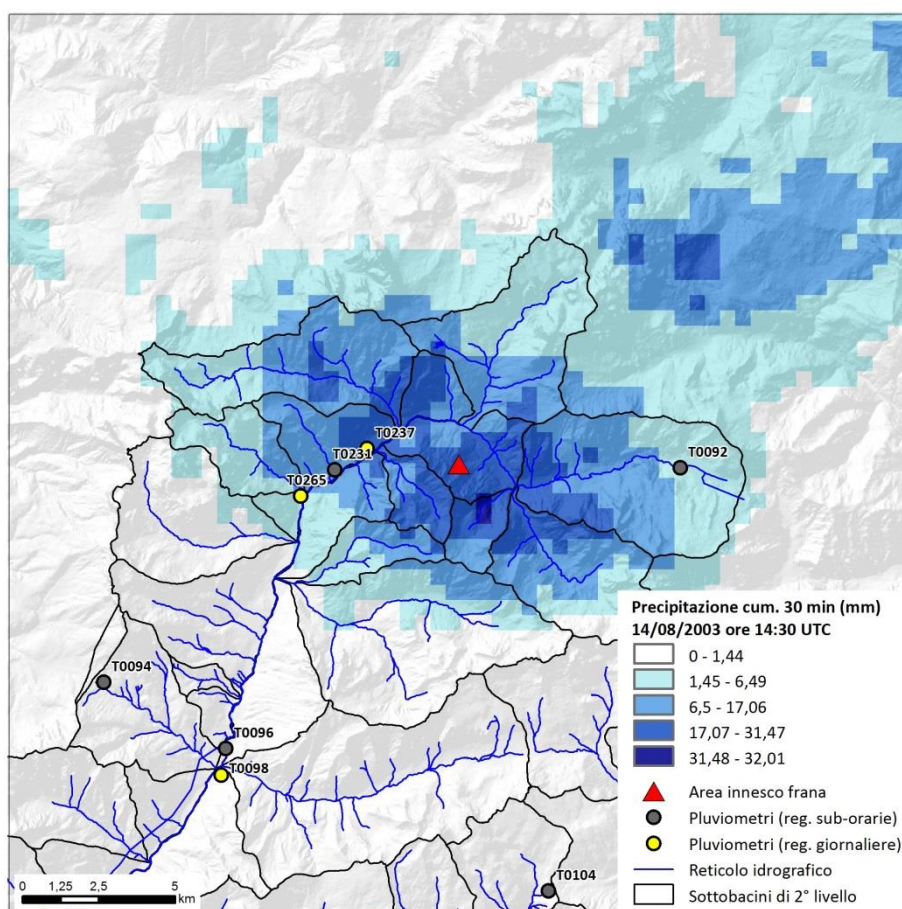 T0237
T0231
T0092
T0265
T0094
T0096
T0098
T0104
Precipitazione cum. 30 min (mm)
14/08/2003 ore 14:30 UTC
0 - 1,44
1,45 - 6,49
6,5 - 17,06
17,07 - 31,47
31,48 - 32,01
Area innesco frana
Pluviometri (reg. sub-orarie)
Pluviometri (reg. giornaliere)
Reticolo idrografico
Sottobacini di 2° livello
0 1,25 2,5 5
km